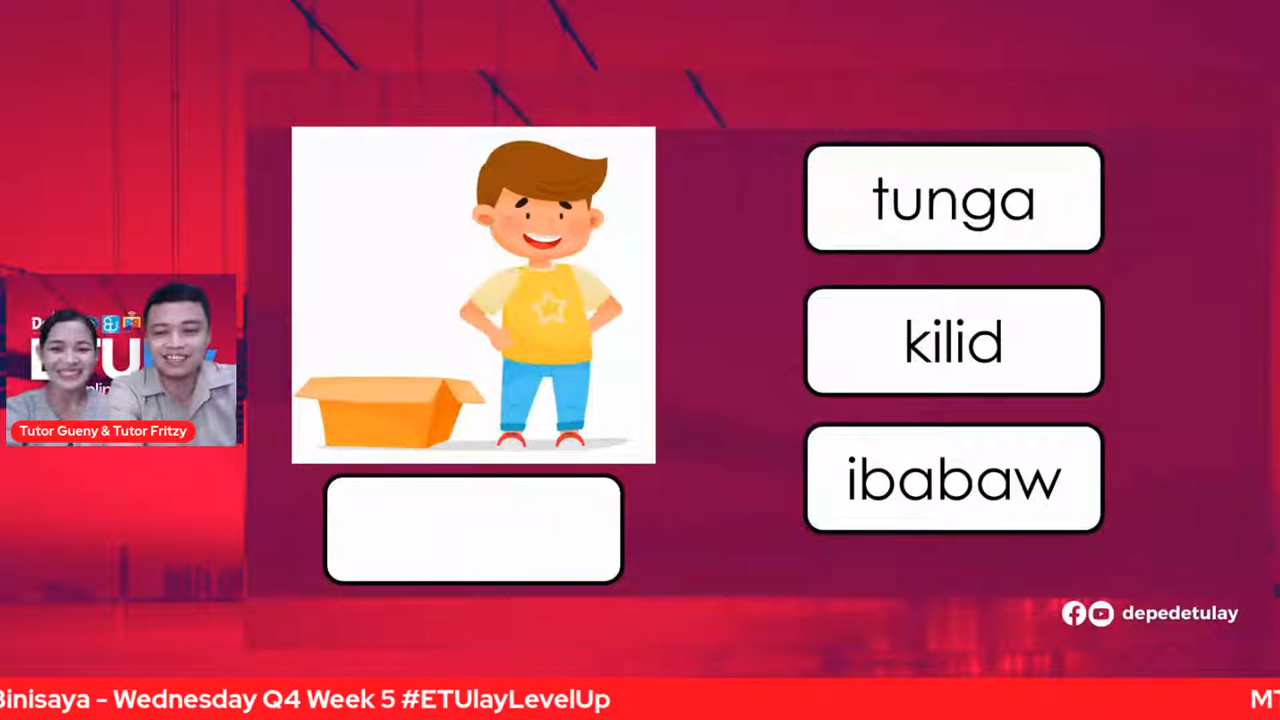 tunga
kilid
ibabaw
Tutor Gueny & Tutor Fritzy
depedetulay
Binisaya - Wednesday Q4 Week 5 #ETUlayLevelUp